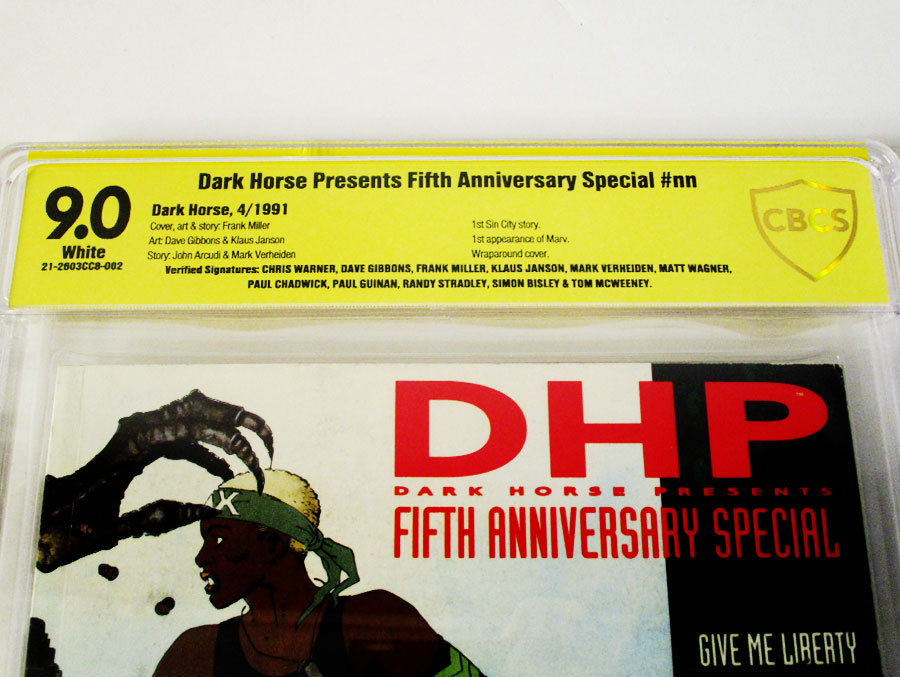 Dark Horse Presents Fifth Anniversary Special #nn
9.0
White
21-2603CC8-002
Dark Horse, 4/1991
Cover, art & story: Frank Miller
Art: Dave Gibbons & Klaus Janson
Story: John Arcudi & Mark Verheiden
1st Sin City story.
1st appearance of Marv.
Wraparound cover.
Verified Signatures: CHRIS WARNER, DAVE GIBBONS, FRANK MILLER, KLAUS JANSON, MARK VERHEIDEN, MATT WAGNER,
PAUL CHADWICK, PAUL GUINAN, RANDY STRADLEY, SIMON BISLEY & TOM MCWEENEY.
CBCS
DHP™
DARK HORSE PRESENTS
FIFTH ANNIVERSARY SPECIAL
X
GIVE ME LIBERTY